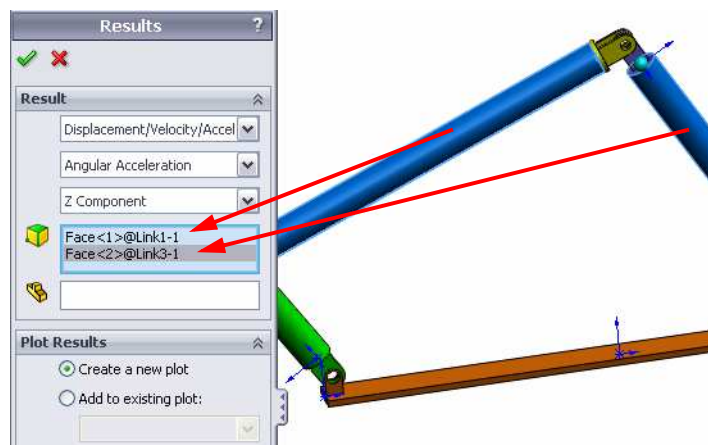 Results ?
Result
Displacement/Velocity/Accel
Angular Acceleration
Z Component
Face<1>@Link1-1
Face<2>@Link3-1
Plot Results
Create a new plot
Add to existing plot: